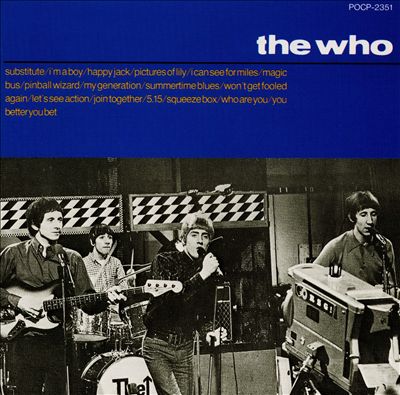 POCP-2351
the who
substitute/i'm a boy/happy jack/pictures of lily/i can see for miles/magic
bus/pinball wizard/my generation/summertime blues/won't get fooled
again/let's see action/join together/5.15/squeeze box/who are you/you
better you bet